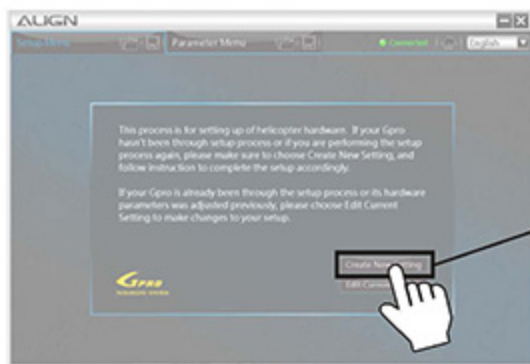 ALIGN
Setup Menu Parameter Menu Connected English
This process is for setting up of helicopter hardware. If your Gpro
hasn't been through setup process or if you are performing the setup
process again, please make sure to choose Create New Setting, and
follow instruction to complete the setup accordingly.
If your Gpro is already been through the setup process or its hardware
parameters was adjusted previously, please choose Edit Current
Setting to make changes to your setup.
Create New Setting
Edit Current
GPRO